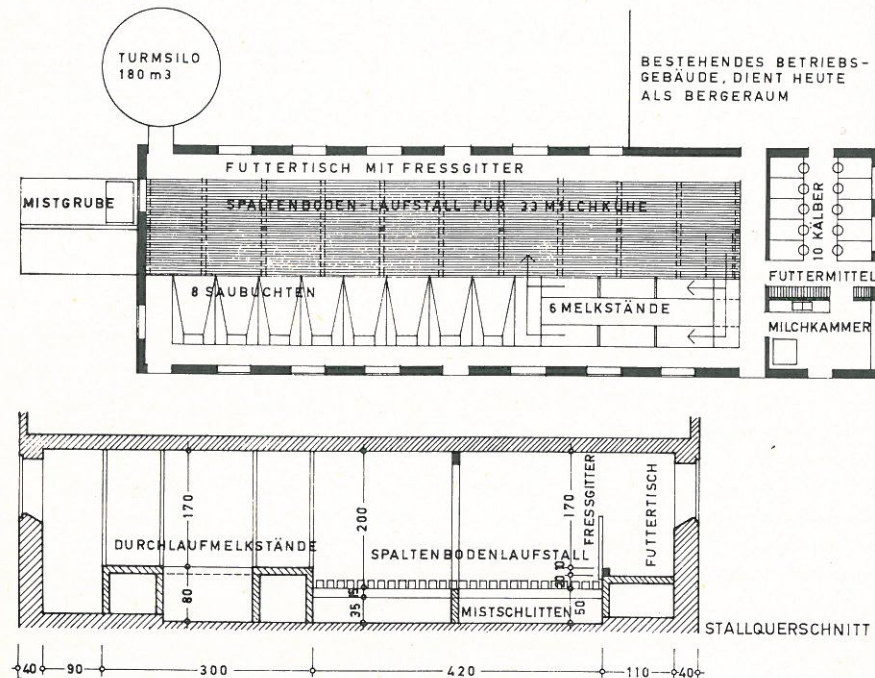 TURMSILO
180 m3
BESTEHENDES BETRIEBS-
GEBÄUDE, DIENT HEUTE
ALS BERGERAUM
FUTTERTISCH MIT FRESSGITTER
MISTGRUBE
SPALTENBODEN-LAUFSTALL FÜR 33 MILCHKÜHE
10 KÄLBER
8 SAUBUCHTEN
6 MELKSTÄNDE
FUTTERMITTEL
MILCHKAMMER
170
200
170
FRESSGITTER
FUTTERTISCH
DURCHLAUFMELKSTÄNDE
SPALTENBODENLAUFSTALL
80
35
15
MISTSCHLITTEN
50
STALLQUERSCHNITT
40
90
300
420
110
40